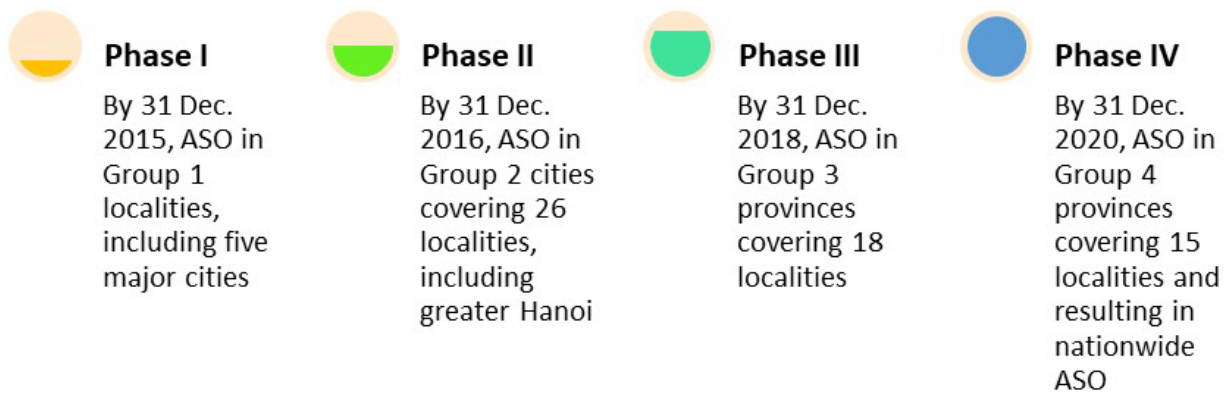 Phase I
By 31 Dec.
2015, ASO in
Group 1
localities,
including five
major cities
Phase II
By 31 Dec.
2016, ASO in
Group 2 cities
covering 26
localities,
including
greater Hanoi
Phase III
By 31 Dec.
2018, ASO in
Group 3
provinces
covering 18
localities
Phase IV
By 31 Dec.
2020, ASO in
Group 4
provinces
covering 15
localities and
resulting in
nationwide
ASO